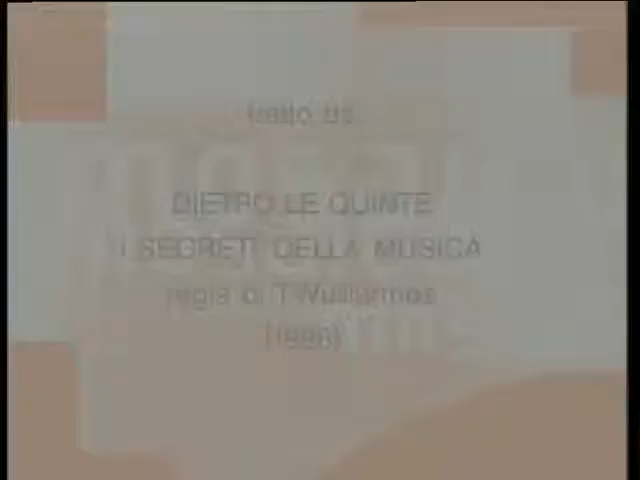 tratto da
DIETRO LE QUINTE
I SEGRETI DELLA MUSICA
regia di T.